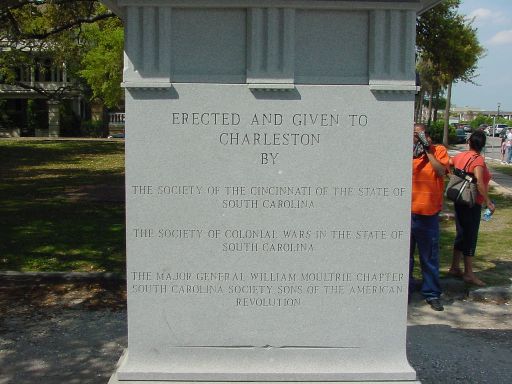 ERECTED AND GIVEN TO
CHARLESTON
BY
THE SOCIETY OF THE CINCINNATI OF THE STATE OF
SOUTH CAROLINA
THE SOCIETY OF COLONIAL WARS IN THE STATE OF
SOUTH CAROLINA
THE MAJOR GENERAL WILLIAM MOULTRIE CHAPTER
SOUTH CAROLINA SOCIETY SONS OF THE AMERICAN
REVOLUTION